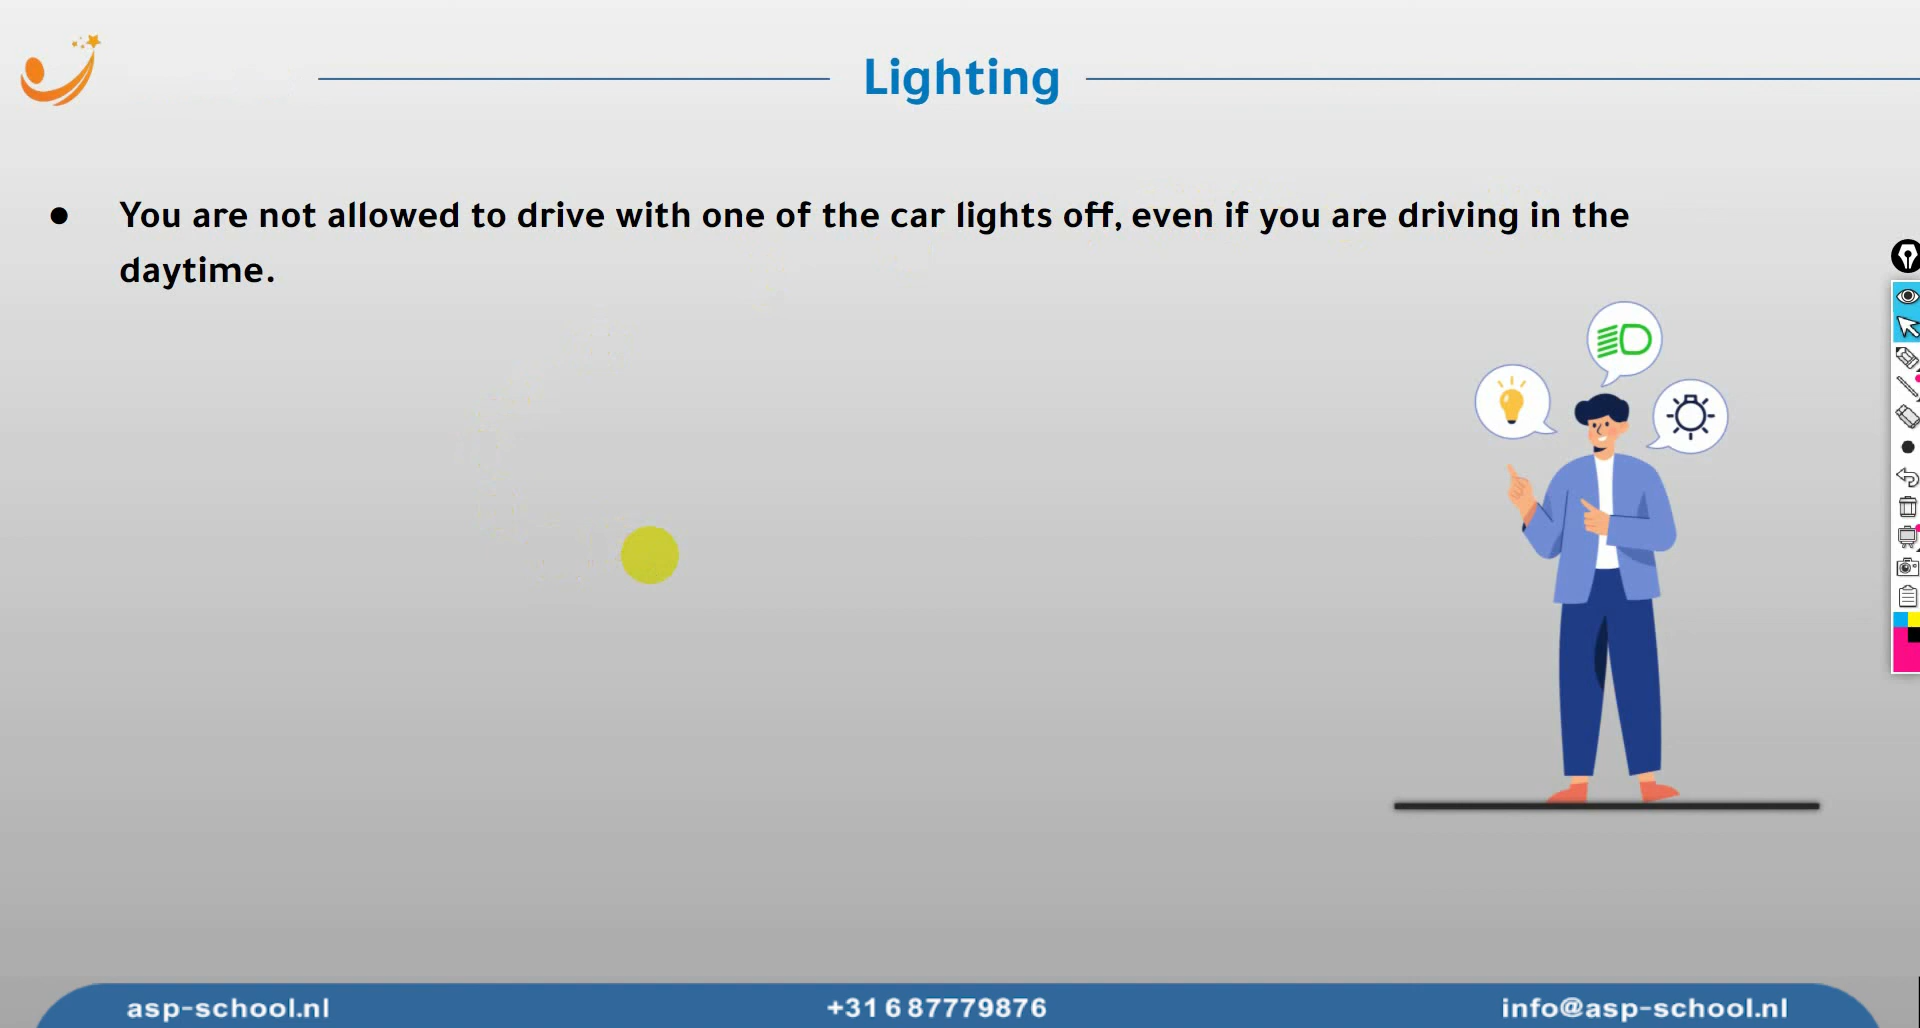 Lighting
● You are not allowed to drive with one of the car lights off, even if you are driving in the
daytime.
asp-school.nl
+31 6 87779876
info@asp-school.nl